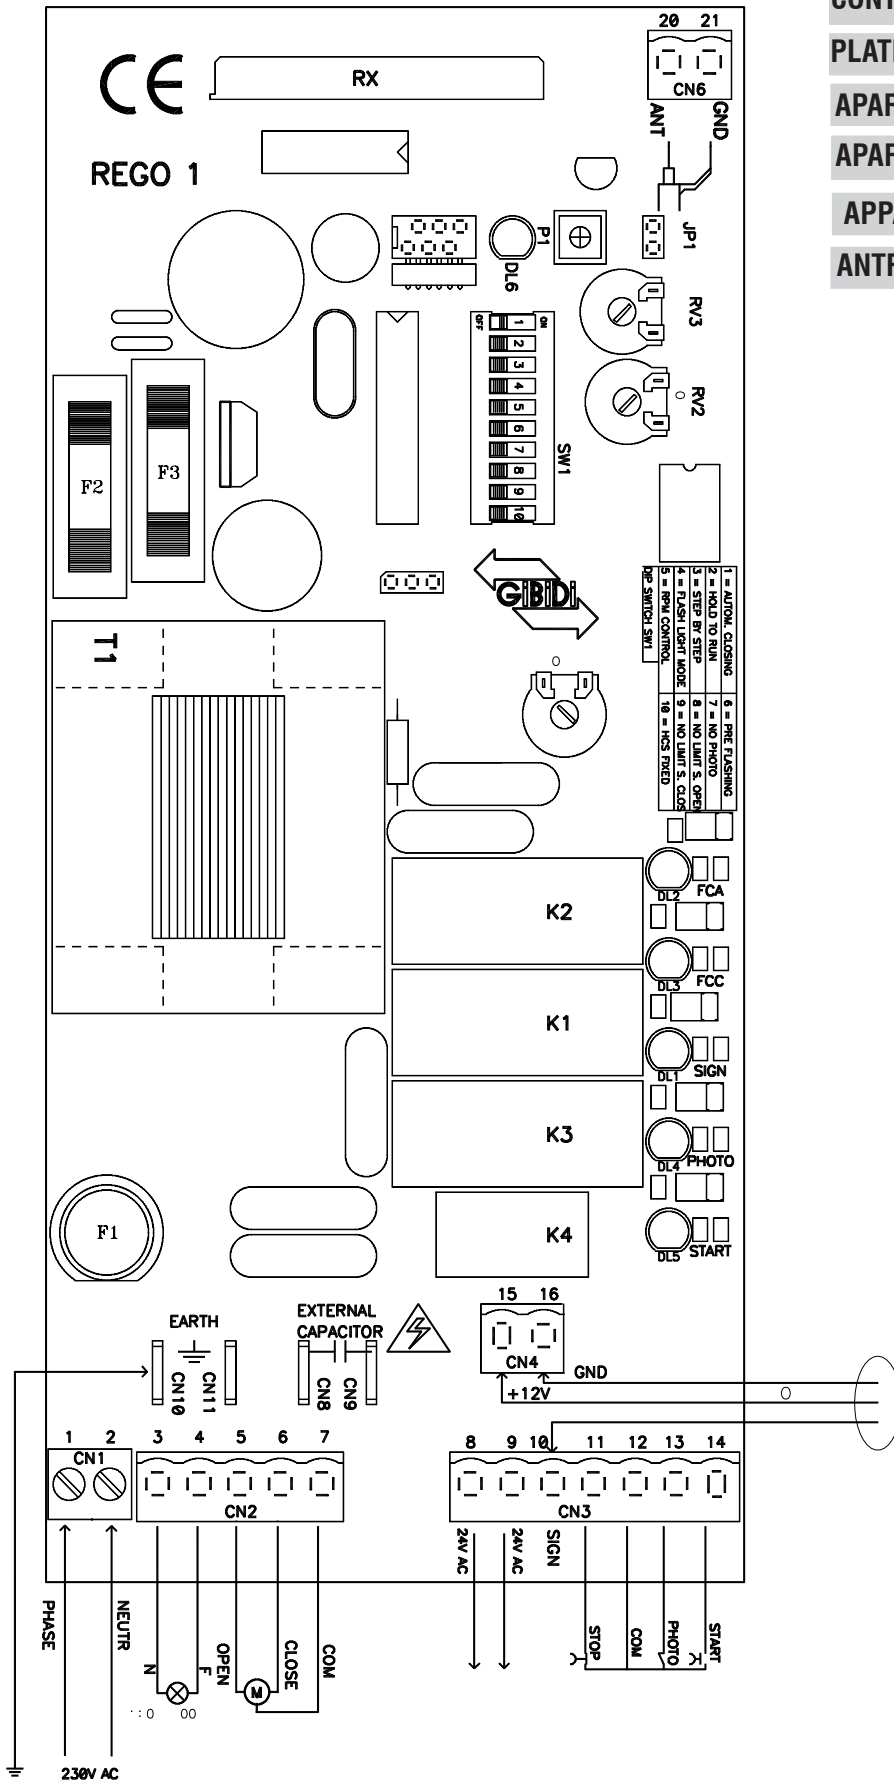 20 21
CN6
ANT
GND
RX
REGO 1
JP1
P1
DL6
RV3
OFF
ON
1
2
3
4
5
6
7
8
9
10
SW1
RV2
F2
F3
GiBiDi
DIP SWITCH SW1
1 = AUTOM. CLOSING
2 = HOLD TO RUN
3 = STEP BY STEP
4 = FLASH LIGHT MODE
5 = RPM CONTROL
6 = PRE FLASHING
7 = NO PHOTO
8 = NO LIMIT S. OPEN
9 = NO LIMIT S. CLOS
10 = HCS FIXED
T1
K2
DL2
FCA
DL3
FCC
K1
DL1
SIGN
K3
DL4
PHOTO
F1
K4
DL5
START
EARTH
CN10
CN11
EXTERNAL
CAPACITOR
CN8
CN9
15 16
CN4
GND
+12V
1 2
CN1
3 4 5 6 7
CN2
8 9 10 11 12 13 14
CN3
PHASE
NEUTR
N
F
OPEN
CLOSE
COM
M
24V AC
24V AC
SIGN
STOP
COM
PHOTO
START
230V AC